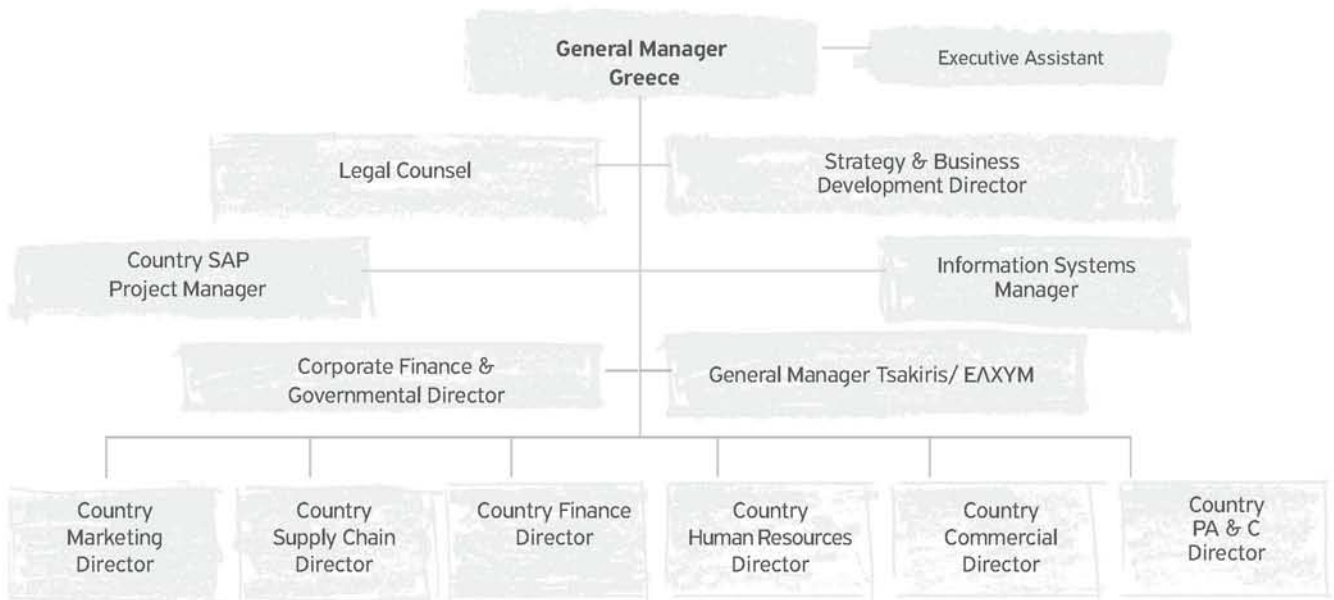 General Manager
Greece
Executive Assistant
Legal Counsel
Strategy & Business
Development Director
Country SAP
Project Manager
Information Systems
Manager
Corporate Finance &
Governmental Director
General Manager Tsakiris/ ΕΛΧΥΜ
Country
Marketing
Director
Country
Supply Chain
Director
Country Finance
Director
Country
Human Resources
Director
Country
Commercial
Director
Country
PA & C
Director